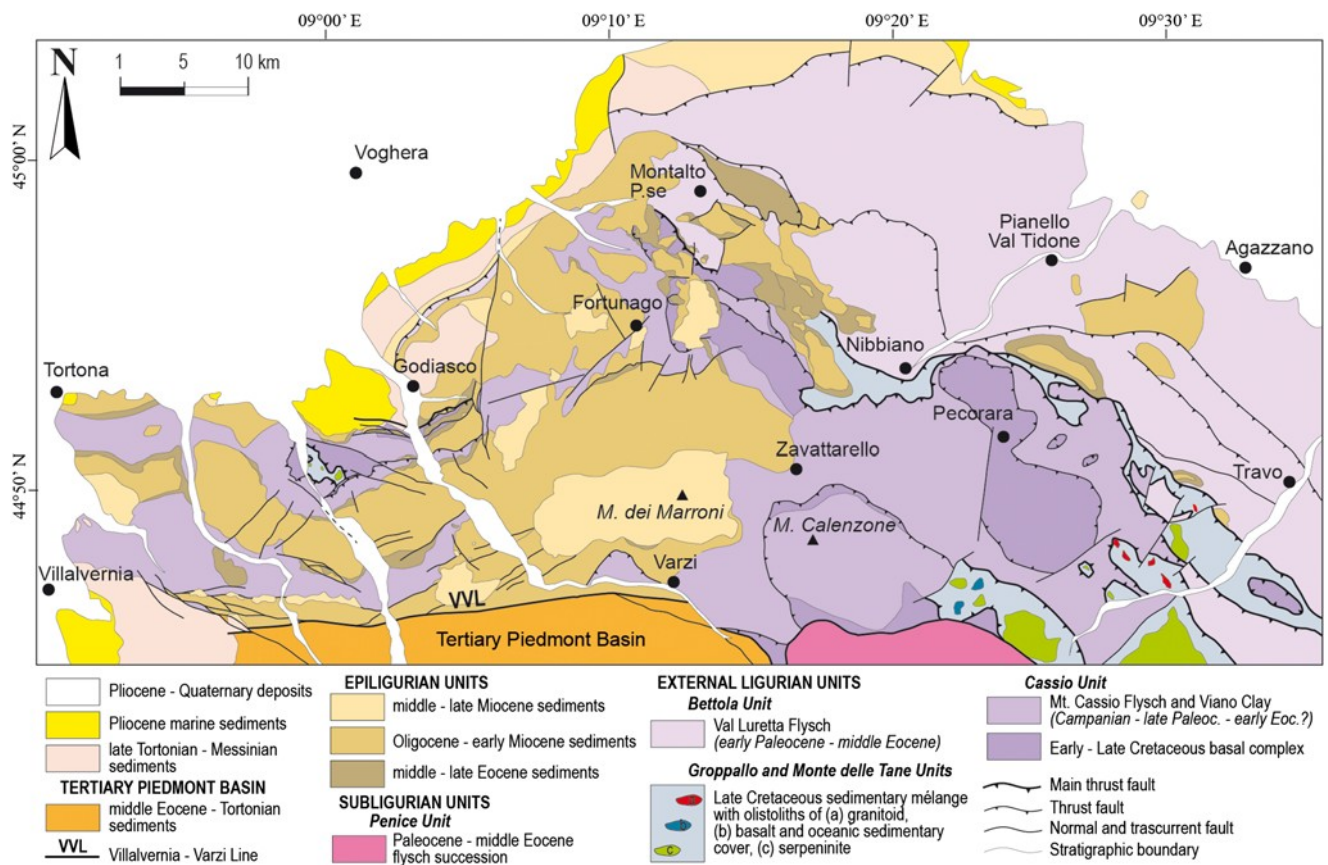 09°00' E
09°10' E
09°20' E
09°30' E
N
1 5 10 km
45°00' N
44°50' N
Voghera
Montalto
P.se
Pianello
Val Tidone
Agazzano
Fortunago
Nibbiano
Tortona
Godiasco
Pecorara
Zavattarello
Travo
M. dei Marroni
M. Calenzone
Villalvernia
Varzi
VVL
Tertiary Piedmont Basin
Pliocene - Quaternary deposits
Pliocene marine sediments
late Tortonian - Messinian
sediments
TERTIARY PIEDMONT BASIN
middle Eocene - Tortonian
sediments
VVL Villalvernia - Varzi Line
EPILIGURIAN UNITS
middle - late Miocene sediments
Oligocene - early Miocene sediments
middle - late Eocene sediments
SUBLIGURIAN UNITS
Penice Unit
Paleocene - middle Eocene
flysch succession
EXTERNAL LIGURIAN UNITS
Bettola Unit
Val Luretta Flysch
(early Paleocene - middle Eocene)
Groppallo and Monte delle Tane Units
Late Cretaceous sedimentary mélange
with olistoliths of (a) granitoid,
(b) basalt and oceanic sedimentary
cover, (c) serpeninite
Cassio Unit
Mt. Cassio Flysch and Viano Clay
(Campanian - late Paleoc. - early Eoc.?)
Early - Late Cretaceous basal complex
Main thrust fault
Thrust fault
Normal and trascurrent fault
Stratigraphic boundary